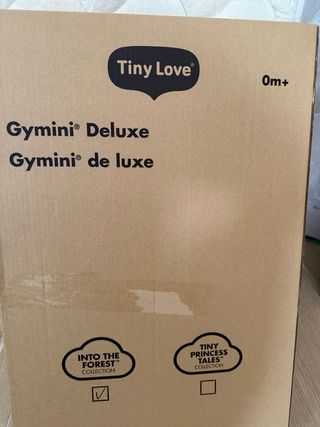 Tiny Love®
0m+
Gymini® Deluxe
Gymini® de luxe
INTO THE
FOREST™
COLLECTION
TINY
PRINCESS
TALES™
COLLECTION